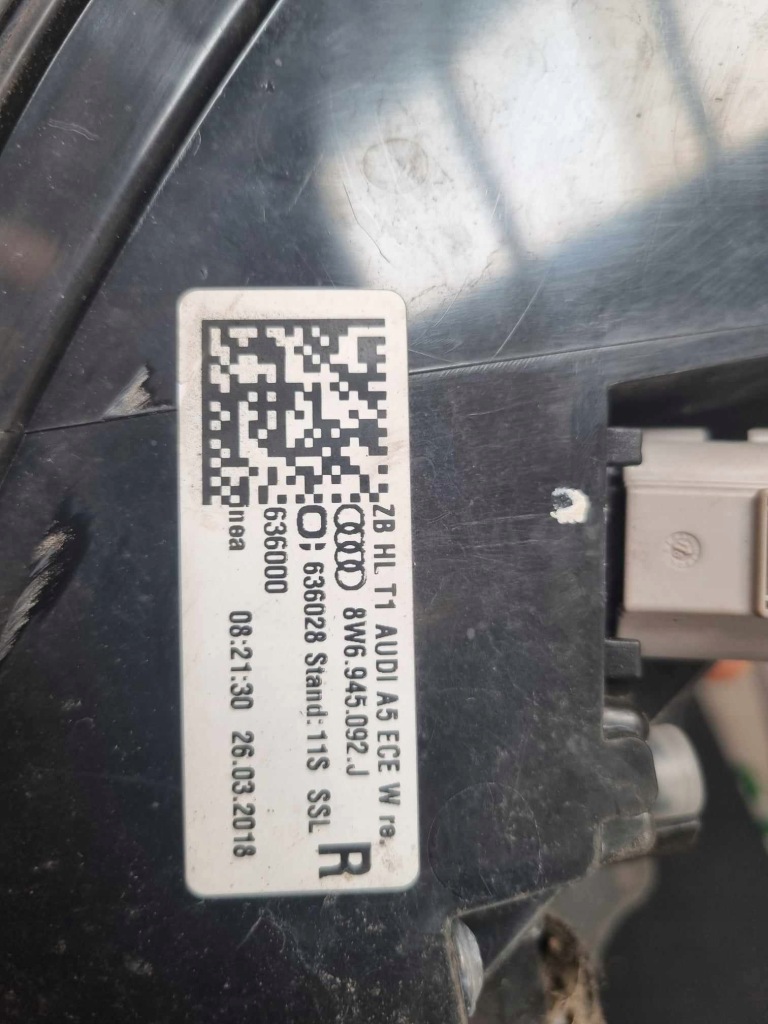 ZB HL T1 AUDI A5 ECE W re.
8W6.945.092.J
636028 Stand:11S SSL
R
636000
nea 08:21:30 26.03.2018